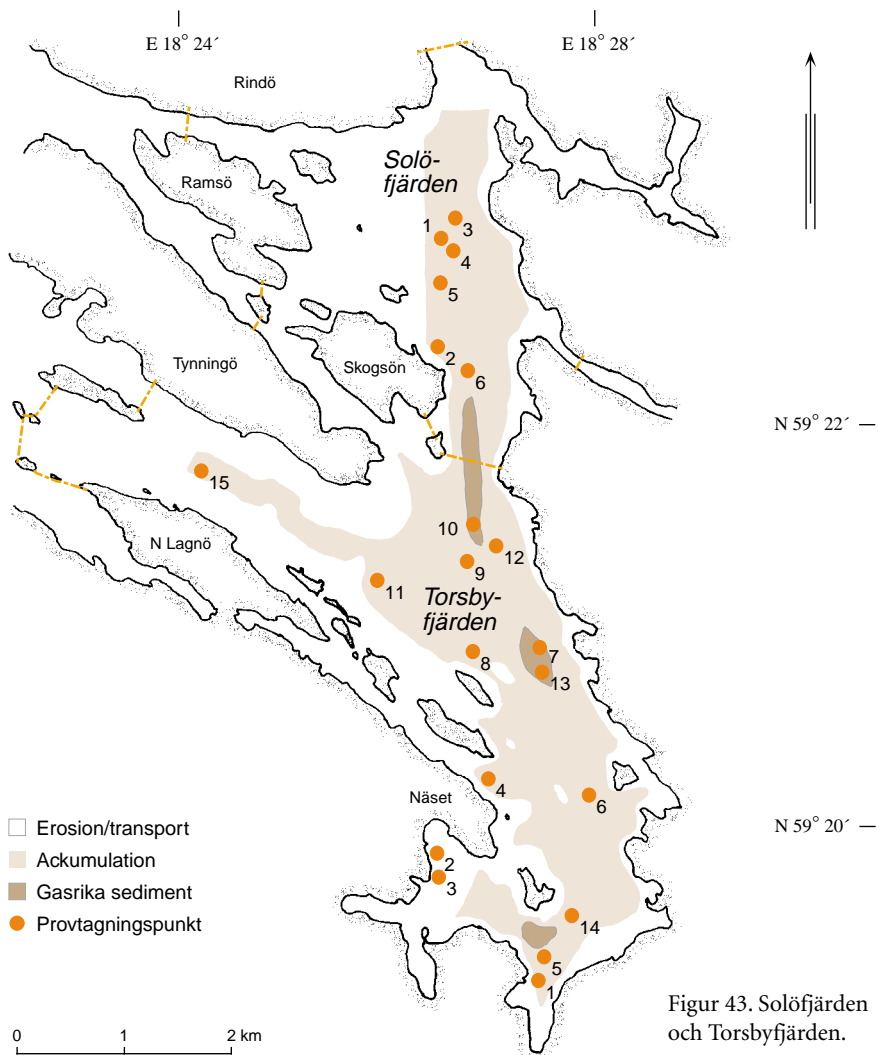 E 18° 24´
E 18° 28´
Rindö
Solö-
fjärden
Ramsö
3
1
4
5
2
Tynningö
Skogsön
6
N 59° 22´
15
10
12
N Lagnö
9
11
Torsby-
fjärden
7
8
13
4
6
Näset
N 59° 20´
Erosion/transport
Ackumulation
Gasrika sediment
Provtagningspunkt
2
3
14
5
1
Figur 43. Solöfjärden
och Torsbyfjärden.
0 1 2 km